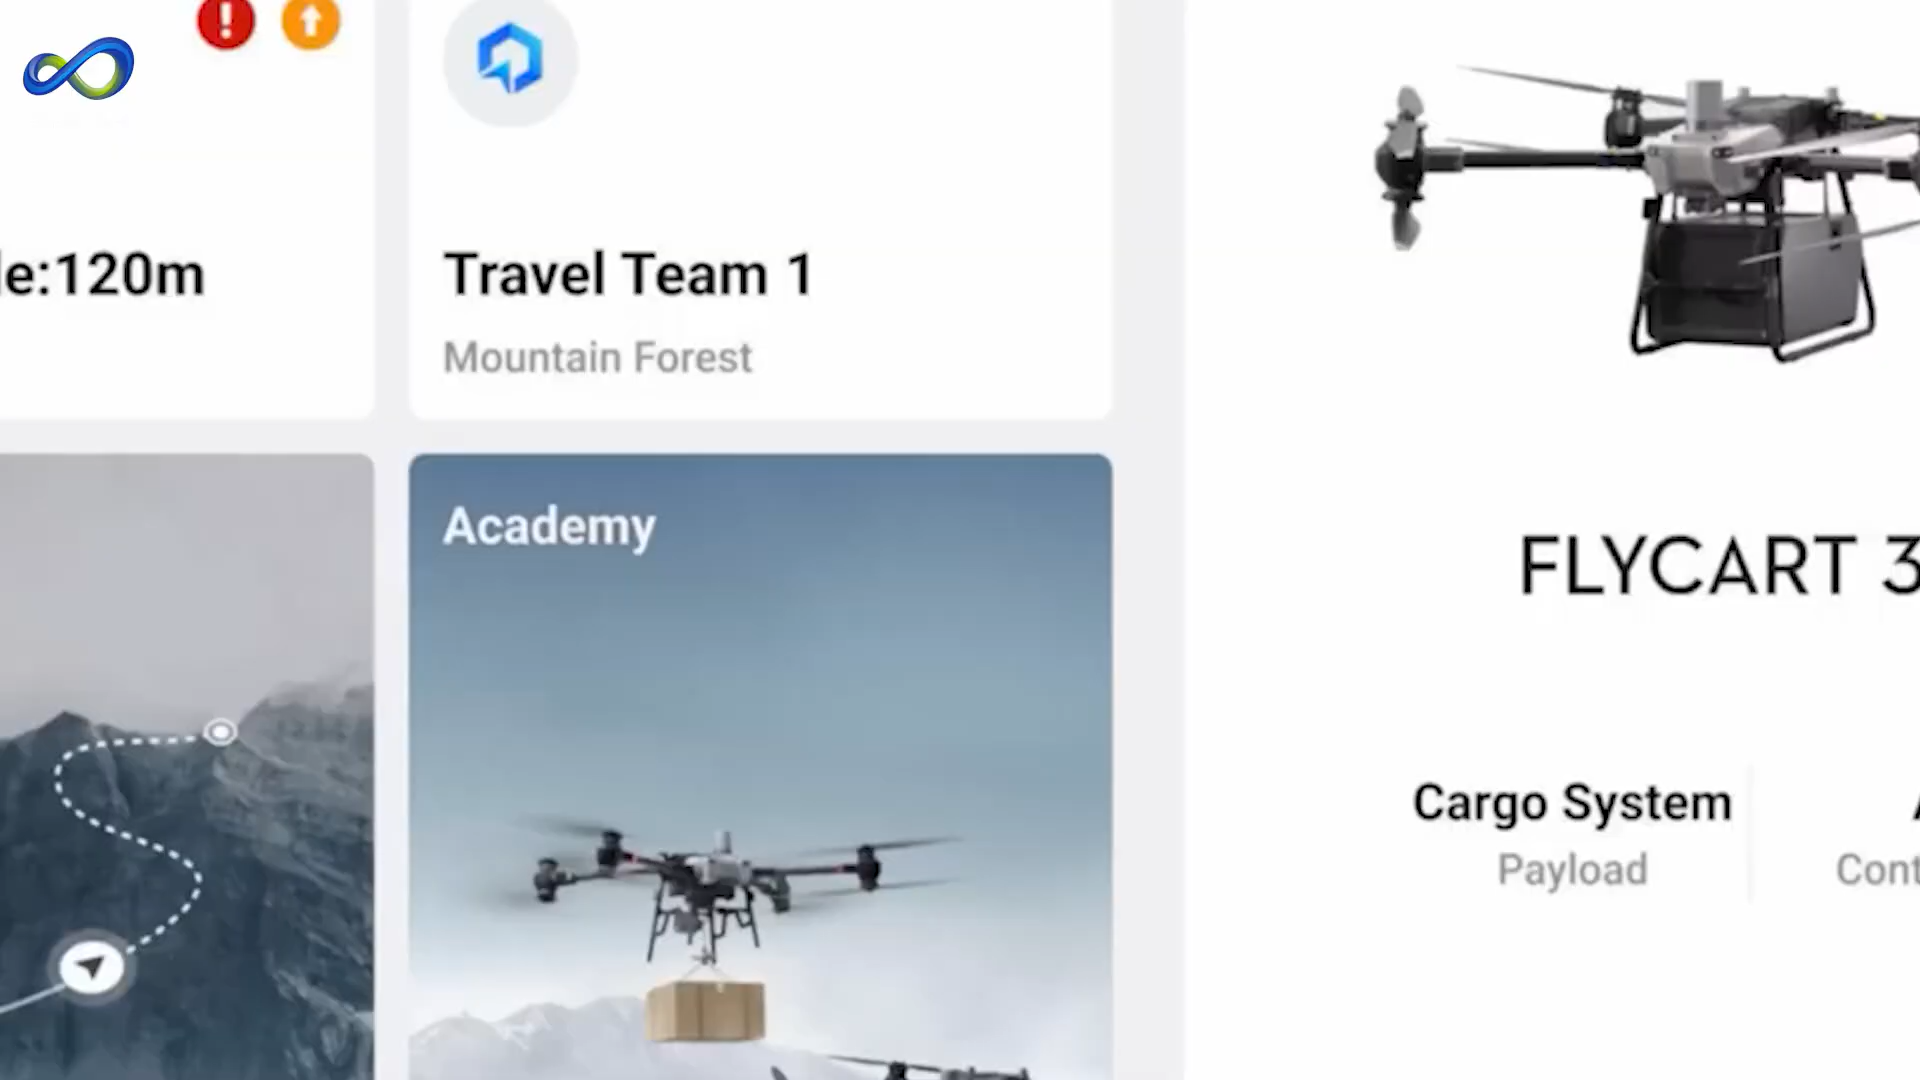 le:120m
Travel Team 1
Mountain Forest
Academy
FLYCART 3
Cargo System
Payload
Cont